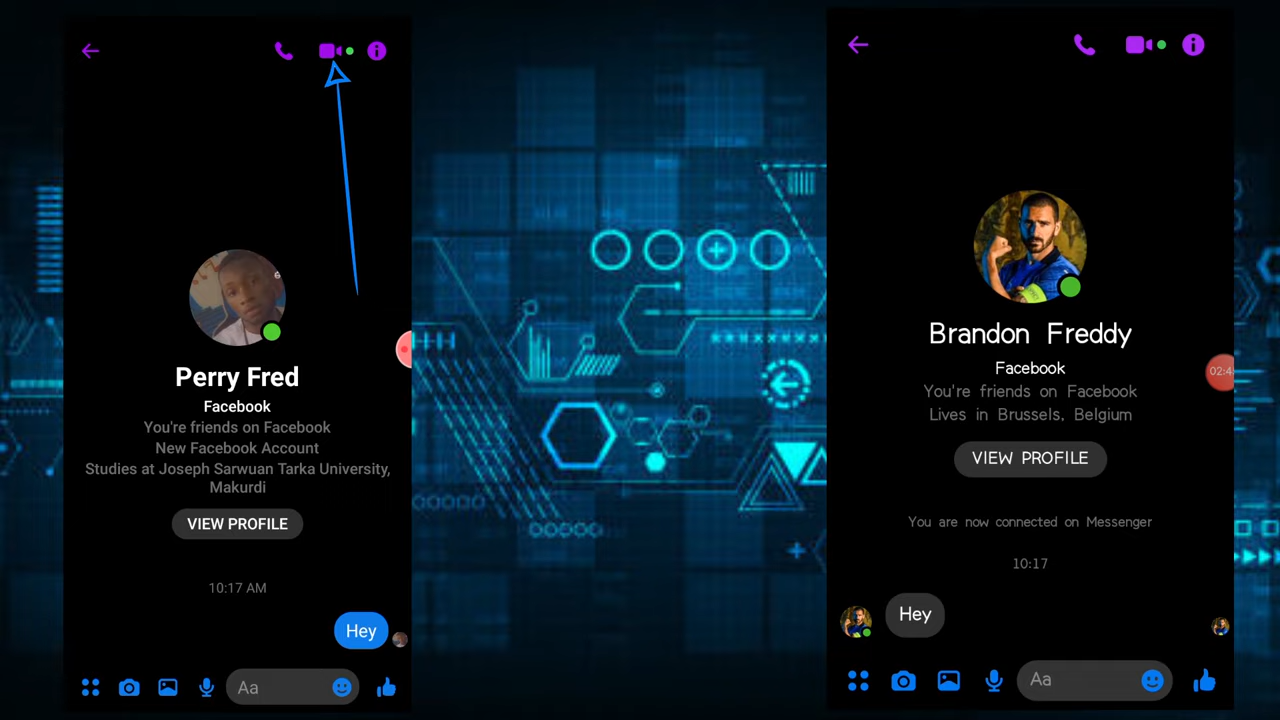 Perry Fred
Facebook
You're friends on Facebook
New Facebook Account
Studies at Joseph Sarwuan Tarka University,
Makurdi
VIEW PROFILE
10:17 AM
Hey
Aa
Brandon Freddy
Facebook
You're friends on Facebook
Lives in Brussels, Belgium
VIEW PROFILE
You are now connected on Messenger
10:17
Hey
Aa